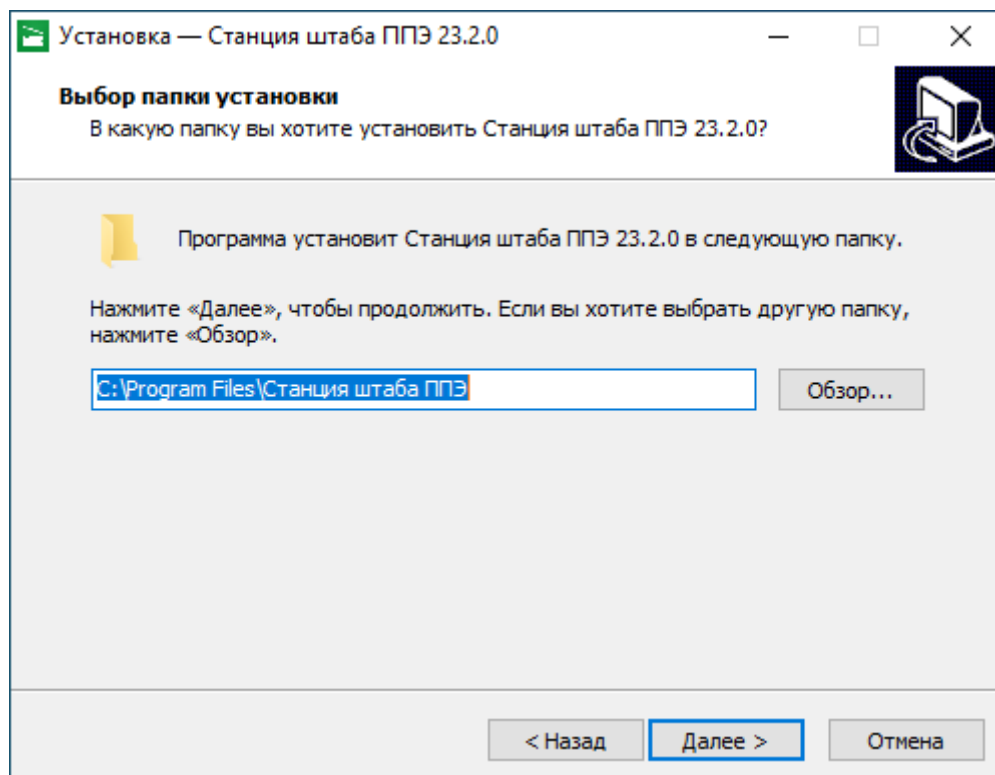 Установка — Станция штаба ППЭ 23.2.0
Выбор папки установки
В какую папку вы хотите установить Станция штаба ППЭ 23.2.0?
Программа установит Станция штаба ППЭ 23.2.0 в следующую папку.
Нажмите «Далее», чтобы продолжить. Если вы хотите выбрать другую папку,
нажмите «Обзор».
C:\Program Files\Станция штаба ППЭ
Обзор...
< Назад
Далее >
Отмена